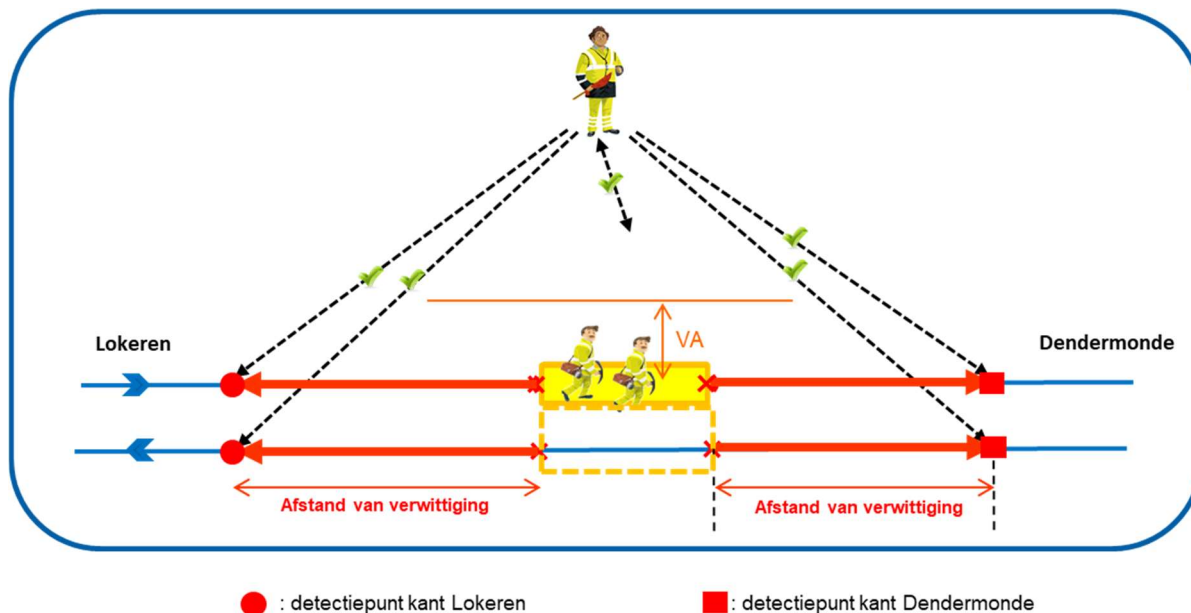 VA
Lokeren
Dendermonde
Afstand van verwittiging
Afstand van verwittiging
: detectiepunt kant Lokeren
: detectiepunt kant Dendermonde